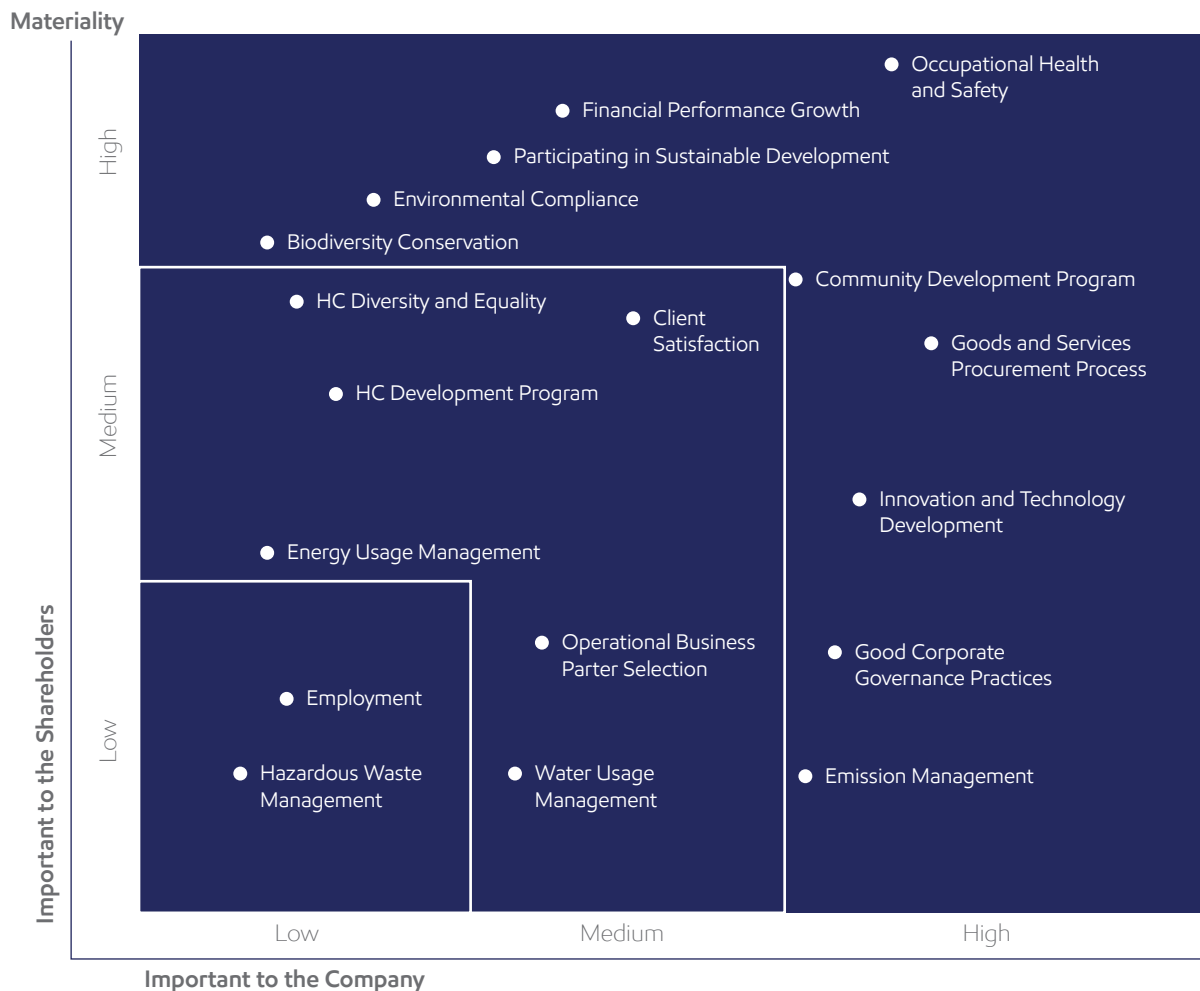 Materiality
Occupational Health
and Safety
Financial Performance Growth
Participating in Sustainable Development
Environmental Compliance
Biodiversity Conservation
High
Community Development Program
HC Diversity and Equality
Client
Satisfaction
Goods and Services
Procurement Process
HC Development Program
Medium
Innovation and Technology
Development
Energy Usage Management
Operational Business
Parter Selection
Good Corporate
Governance Practices
Employment
Low
Hazardous Waste
Management
Water Usage
Management
Emission Management
Important to the Shareholders
Low
Medium
High
Important to the Company